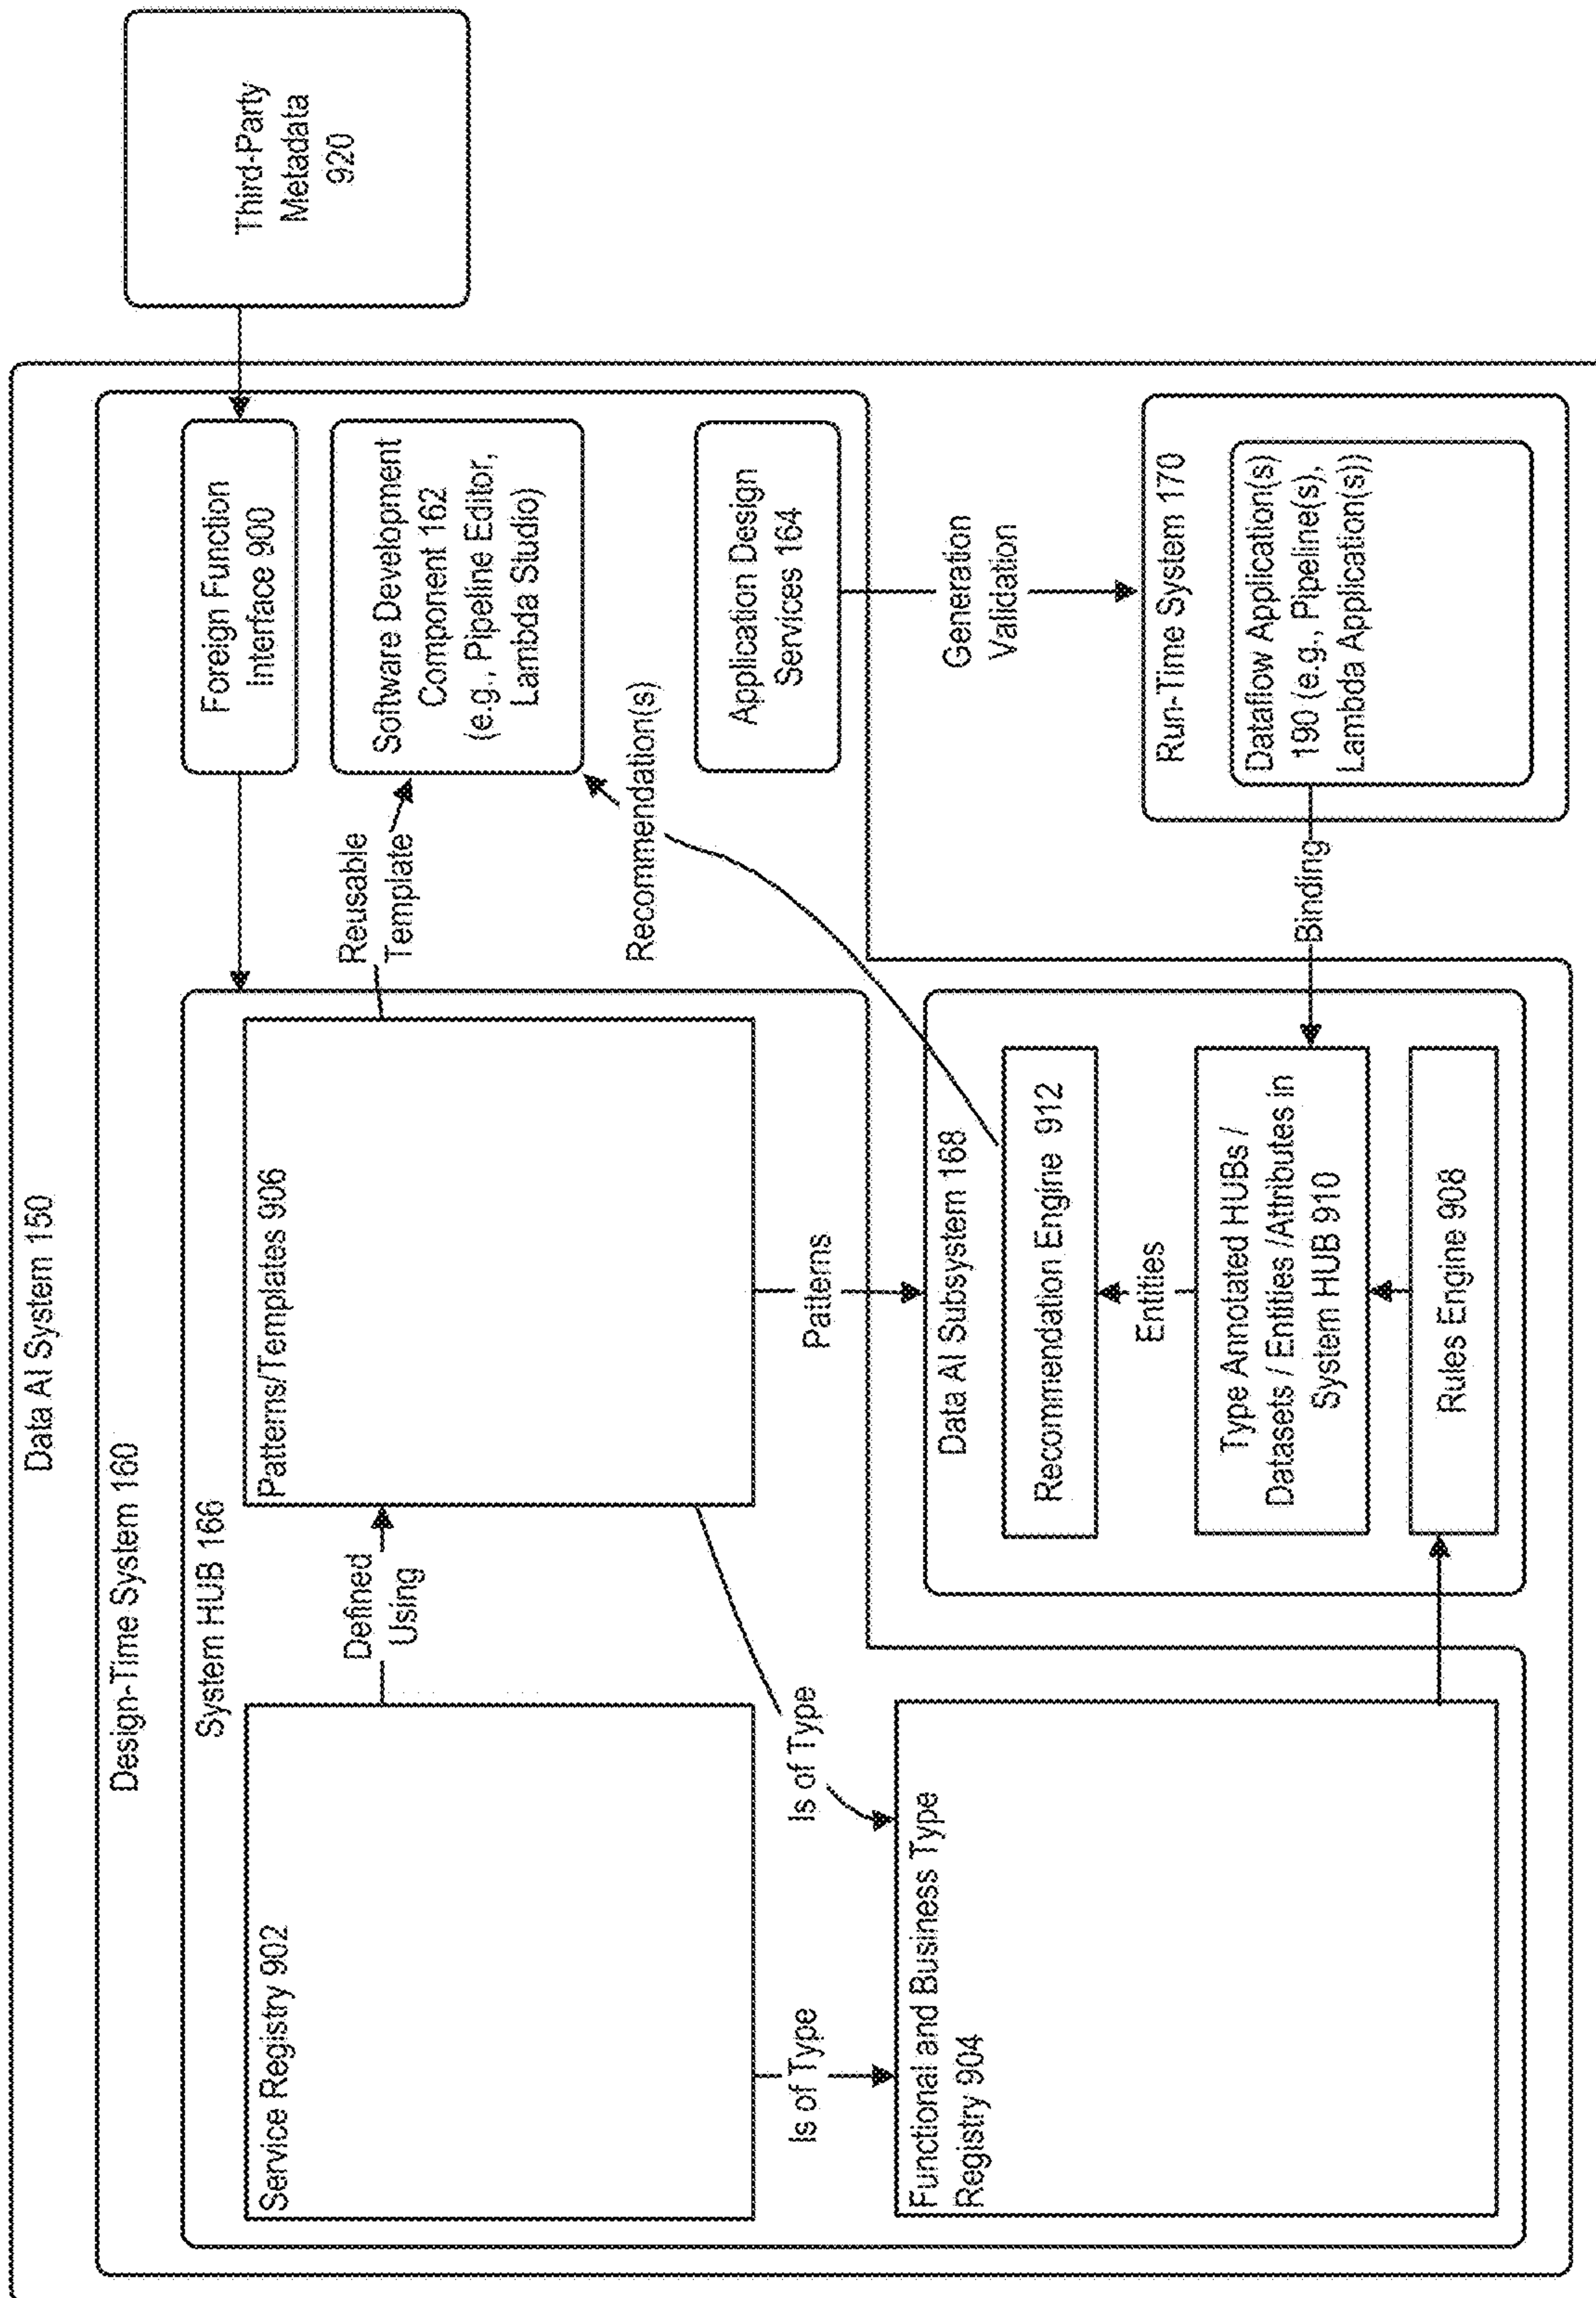 Data AI System 150
Design-Time System 160
System HUB 166
Service Registry 902
Defined
Using
Patterns/Templates 906
Reusable
Template
Foreign Function
Interface 900
Third-Party
Metadata
920
Software Development
Component 162
(e.g., Pipeline Editor,
Lambda Studio)
Recommendation(s)
Application Design
Services 164
Is of Type
Is of Type
Patterns
Functional and Business Type
Registry 904
Data AI Subsystem 168
Recommendation Engine 912
Entities
Type Annotated HUBs /
Datasets / Entities /Attributes in
System HUB 910
Rules Engine 908
Binding
Generation
Validation
Run-Time System 170
Dataflow Application(s)
190 (e.g., Pipeline(s),
Lambda Application(s))